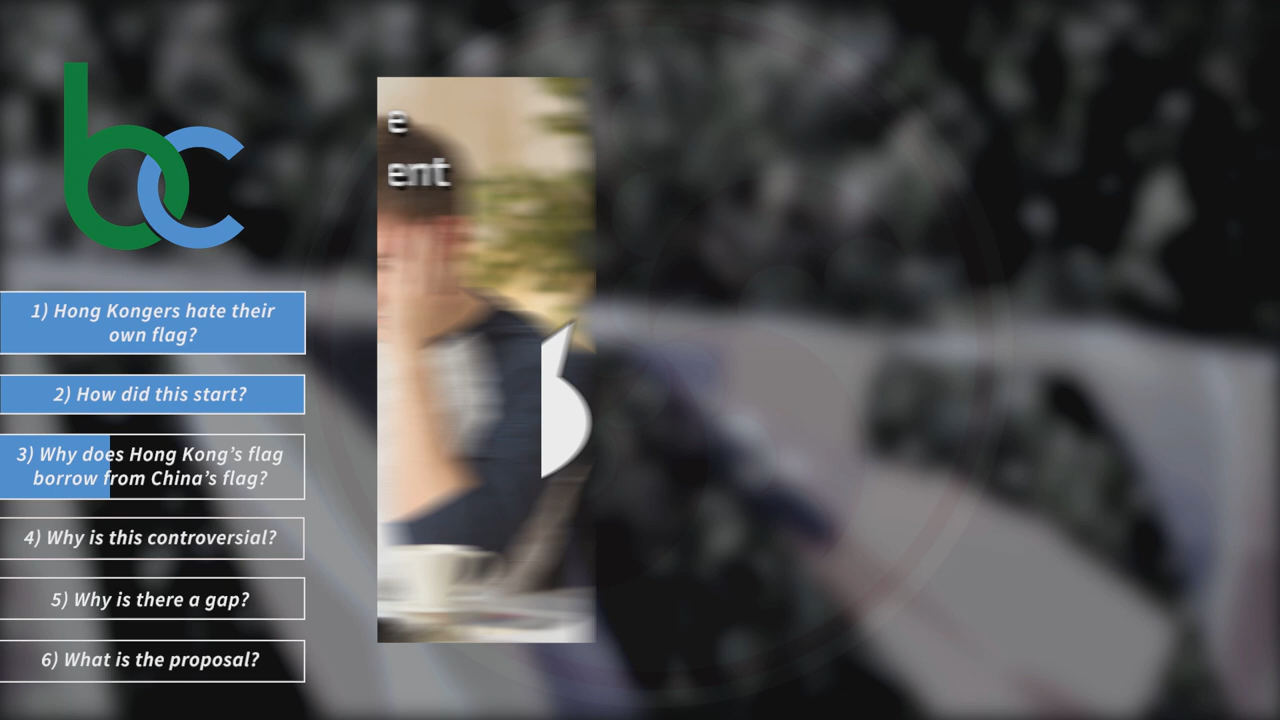 bc
1) Hong Kongers hate their
own flag?
2) How did this start?
3) Why does Hong Kong’s flag
borrow from China’s flag?
4) Why is this controversial?
5) Why is there a gap?
6) What is the proposal?
e
ent